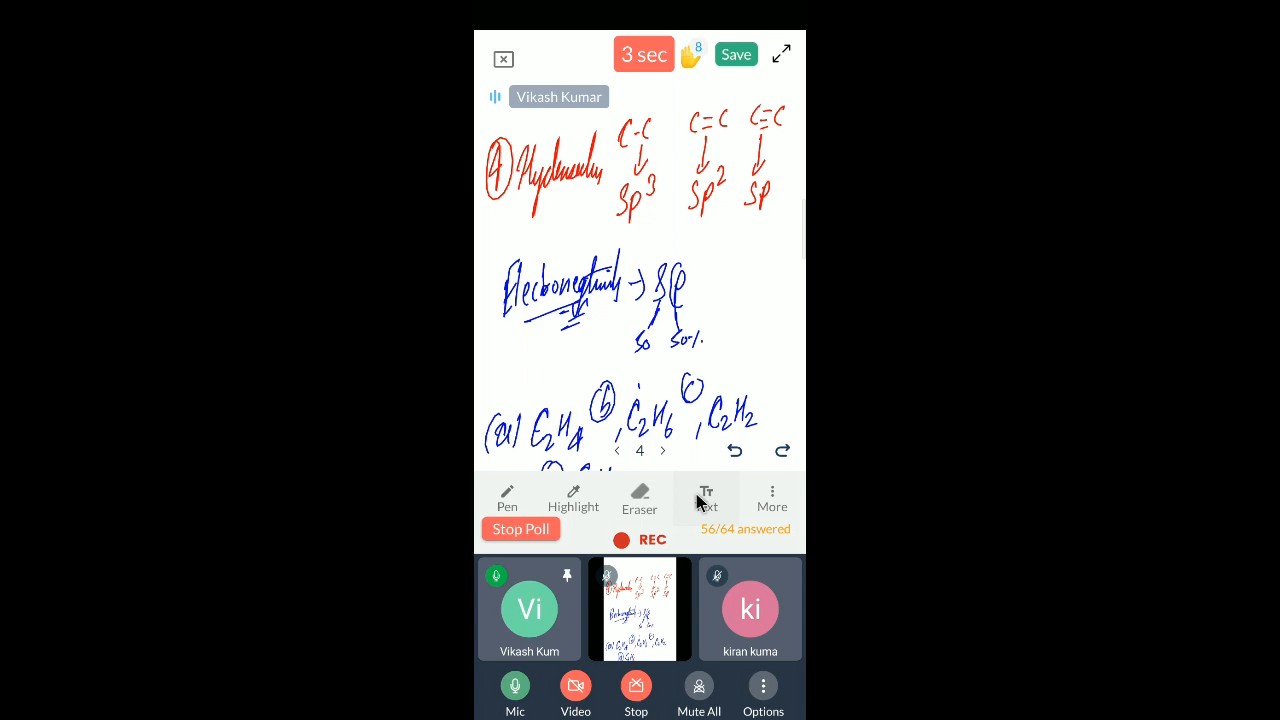 3 sec 8 Save
Vikash Kumar
C-C C=C C≡C
④
Sp³ Sp² Sp
Electronegativity → Sp
50 50%
(a) C₂H₄ ⓑ, C₂H₆ ⓒ, C₂H₂
< 4 >
Pen Highlight Eraser Text More
Stop Poll 56/64 answered
REC
Vi ki
Vikash Kum kiran kuma
Mic Video Stop Mute All Options